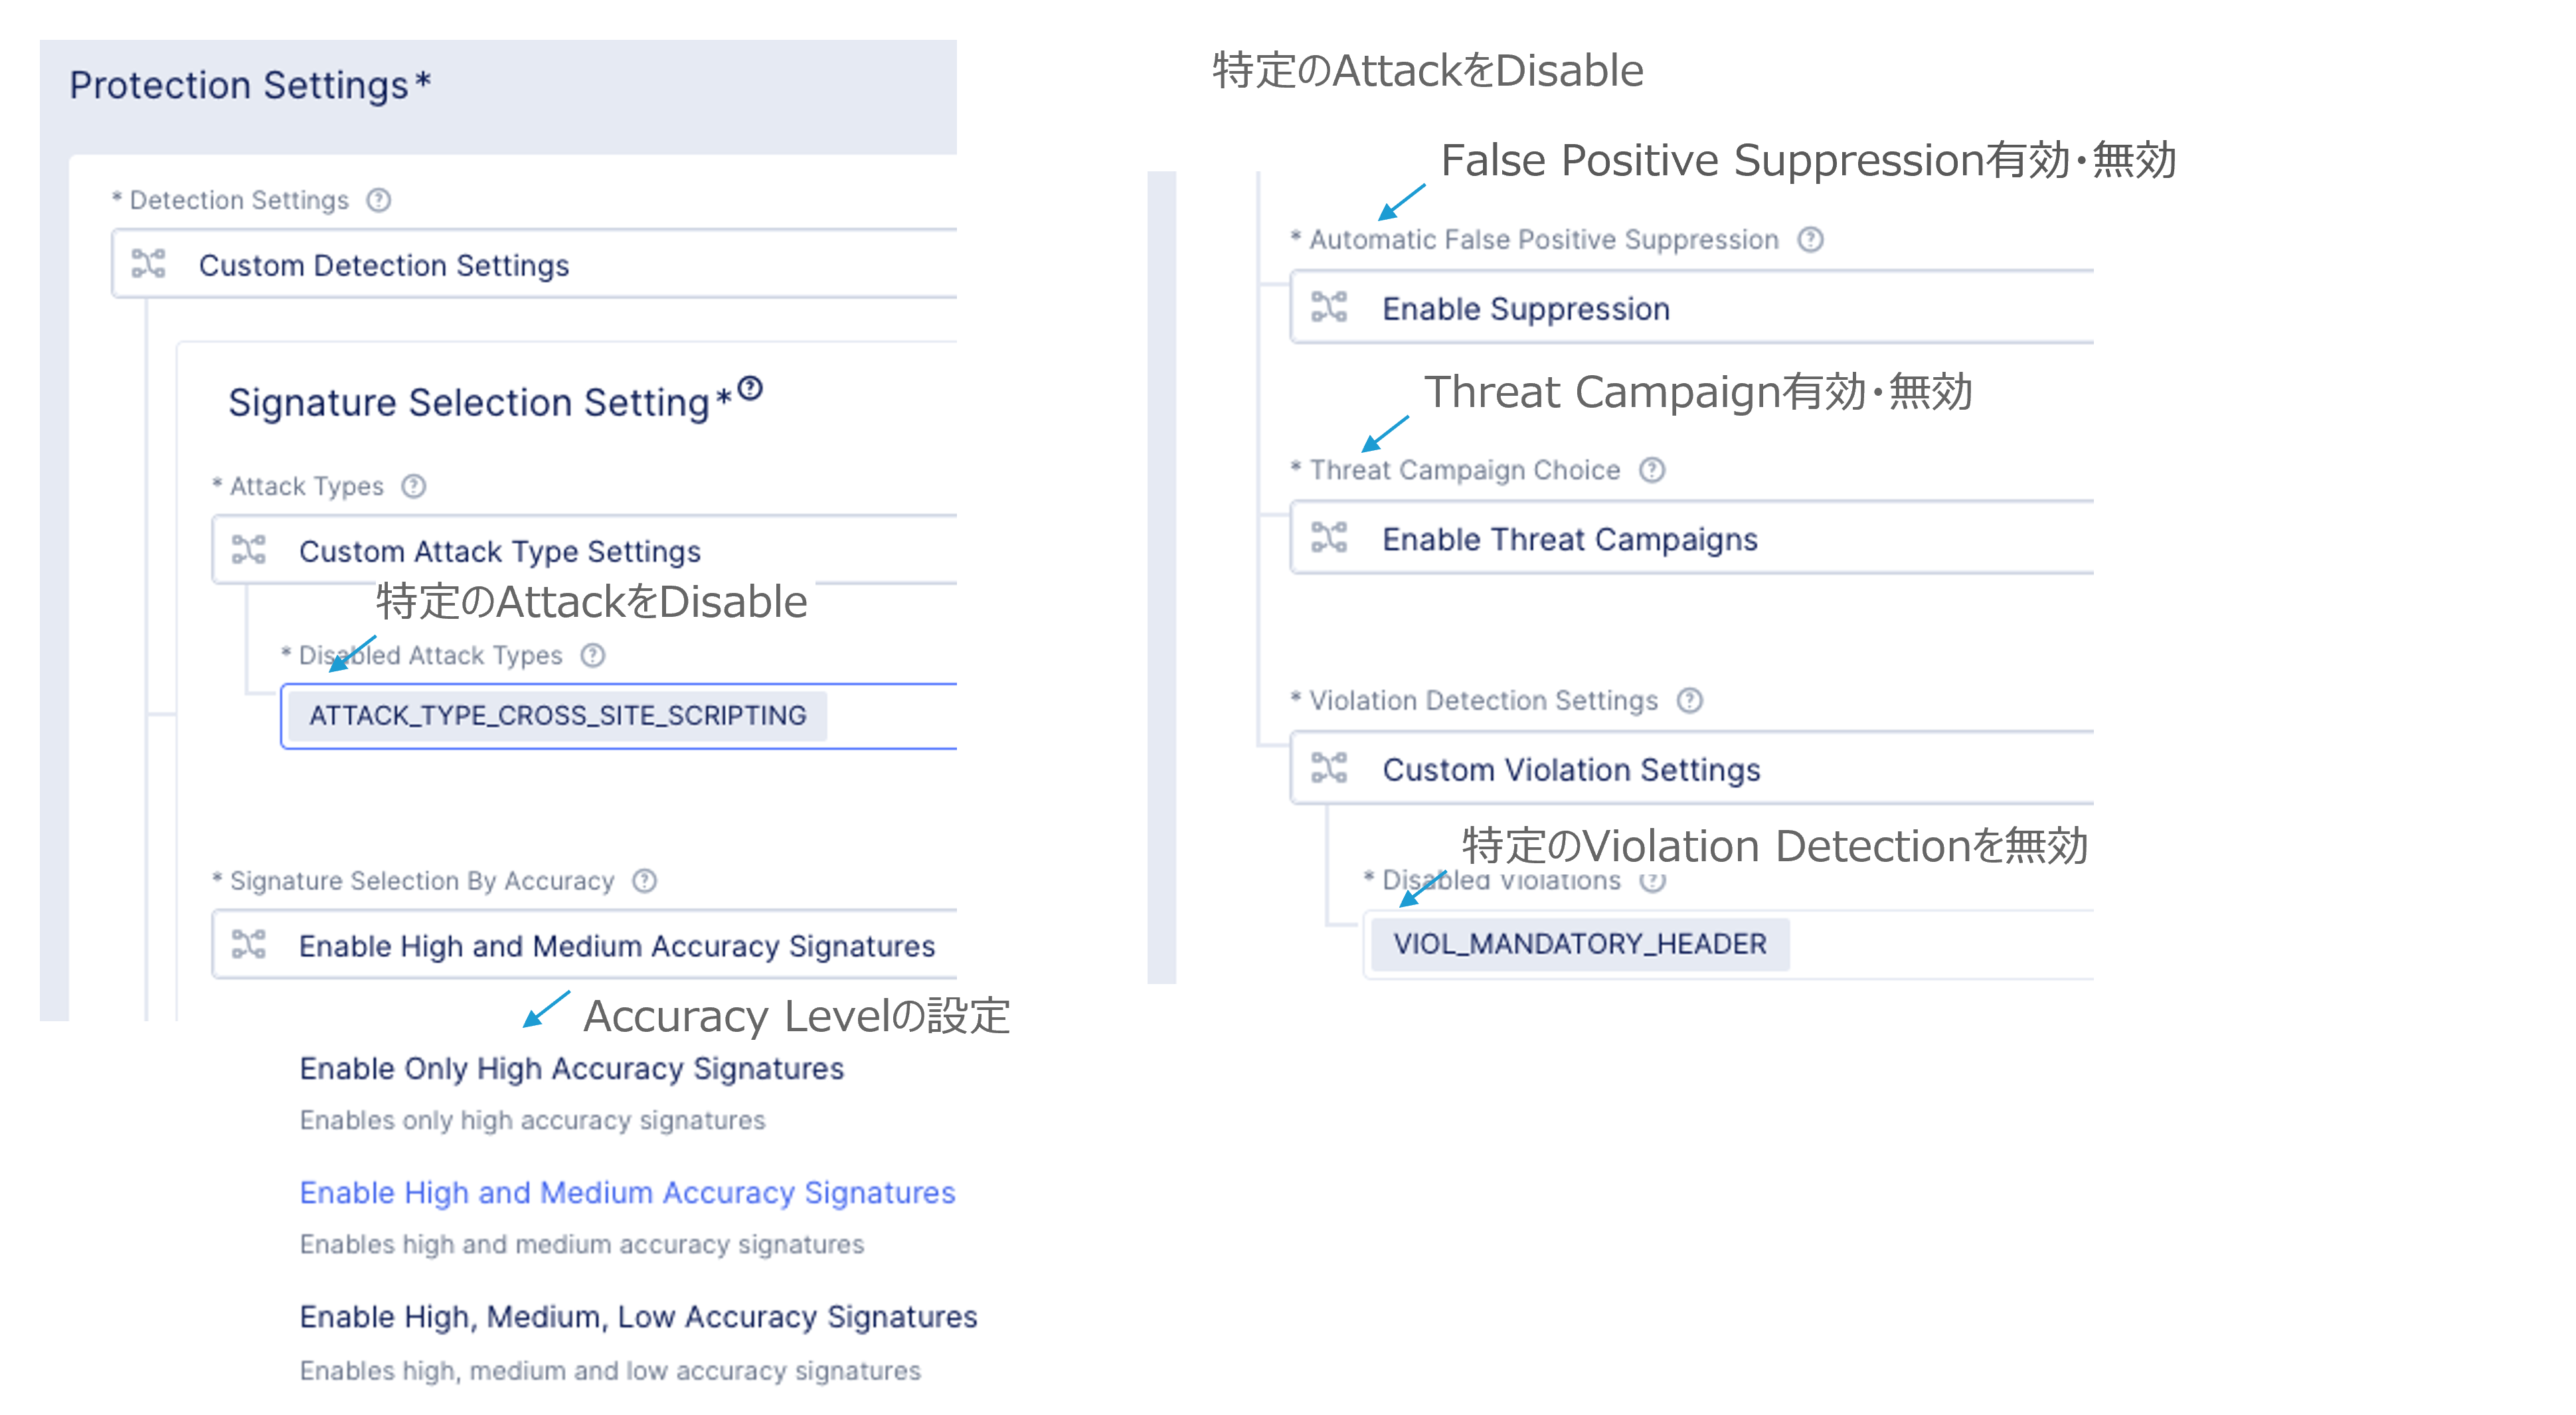 Protection Settings*
* Detection Settings
Custom Detection Settings
Signature Selection Setting*
* Attack Types
Custom Attack Type Settings
特定のAttackをDisable
* Disabled Attack Types
ATTACK_TYPE_CROSS_SITE_SCRIPTING
* Signature Selection By Accuracy
Enable High and Medium Accuracy Signatures
Accuracy Levelの設定
Enable Only High Accuracy Signatures
Enables only high accuracy signatures
Enable High and Medium Accuracy Signatures
Enables high and medium accuracy signatures
Enable High, Medium, Low Accuracy Signatures
Enables high, medium and low accuracy signatures
特定のAttackをDisable
False Positive Suppression有効・無効
* Automatic False Positive Suppression
Enable Suppression
Threat Campaign有効・無効
* Threat Campaign Choice
Enable Threat Campaigns
* Violation Detection Settings
Custom Violation Settings
特定のViolation Detectionを無効
* Disabled Violations
VIOL_MANDATORY_HEADER